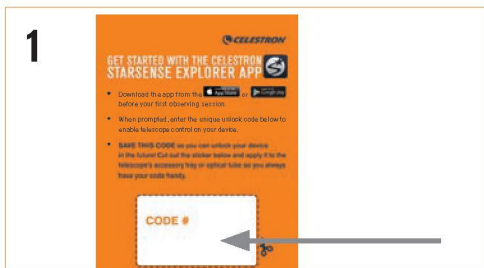 1
CELESTRON
GET STARTED WITH THE CELESTRON
STARSENSE EXPLORER APP
• Download the app from the App Store or Google play
before your first observing session.
• When prompted, enter the unique unlock code below to
enable telescope control on your device.
• SAVE THIS CODE so you can unlock your device
in the future! Cut out the sticker below and apply it to the
telescope's accessory tray or optical tube so you always
have your code handy.
CODE #